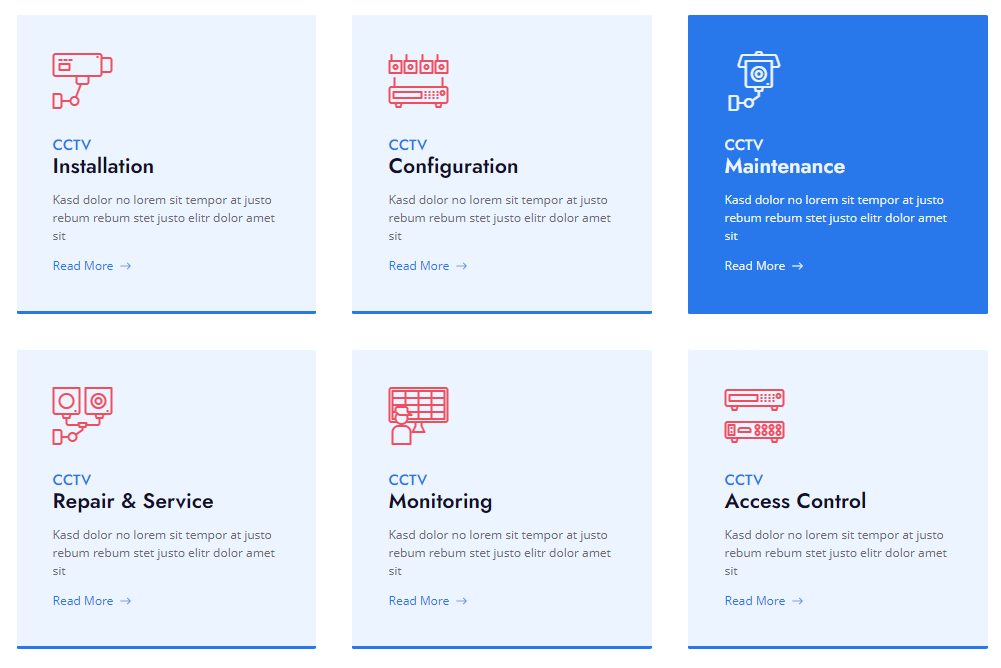 CCTV
Installation
Kasd dolor no lorem sit tempor at justo
rebum rebum stet justo elitr dolor amet
sit
Read More →
CCTV
Configuration
Kasd dolor no lorem sit tempor at justo
rebum rebum stet justo elitr dolor amet
sit
Read More →
CCTV
Maintenance
Kasd dolor no lorem sit tempor at justo
rebum rebum stet justo elitr dolor amet
sit
Read More →
CCTV
Repair & Service
Kasd dolor no lorem sit tempor at justo
rebum rebum stet justo elitr dolor amet
sit
Read More →
CCTV
Monitoring
Kasd dolor no lorem sit tempor at justo
rebum rebum stet justo elitr dolor amet
sit
Read More →
CCTV
Access Control
Kasd dolor no lorem sit tempor at justo
rebum rebum stet justo elitr dolor amet
sit
Read More →